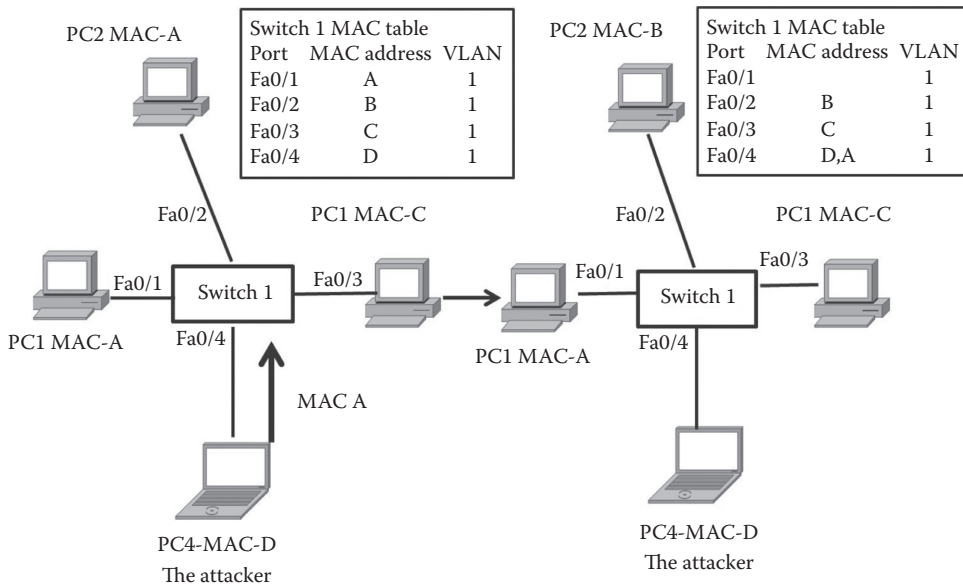 PC2 MAC-A
Switch 1 MAC table
Port MAC address VLAN
Fa0/1 A 1
Fa0/2 B 1
Fa0/3 C 1
Fa0/4 D 1
Fa0/2
PC1 MAC-C
Fa0/1
Switch 1
Fa0/3
PC1 MAC-A
Fa0/4
MAC A
PC4-MAC-D
The attacker
PC2 MAC-B
Switch 1 MAC table
Port MAC address VLAN
Fa0/1 1
Fa0/2 B 1
Fa0/3 C 1
Fa0/4 D,A 1
Fa0/2
PC1 MAC-C
Fa0/1
Switch 1
Fa0/3
PC1 MAC-A
Fa0/4
PC4-MAC-D
The attacker